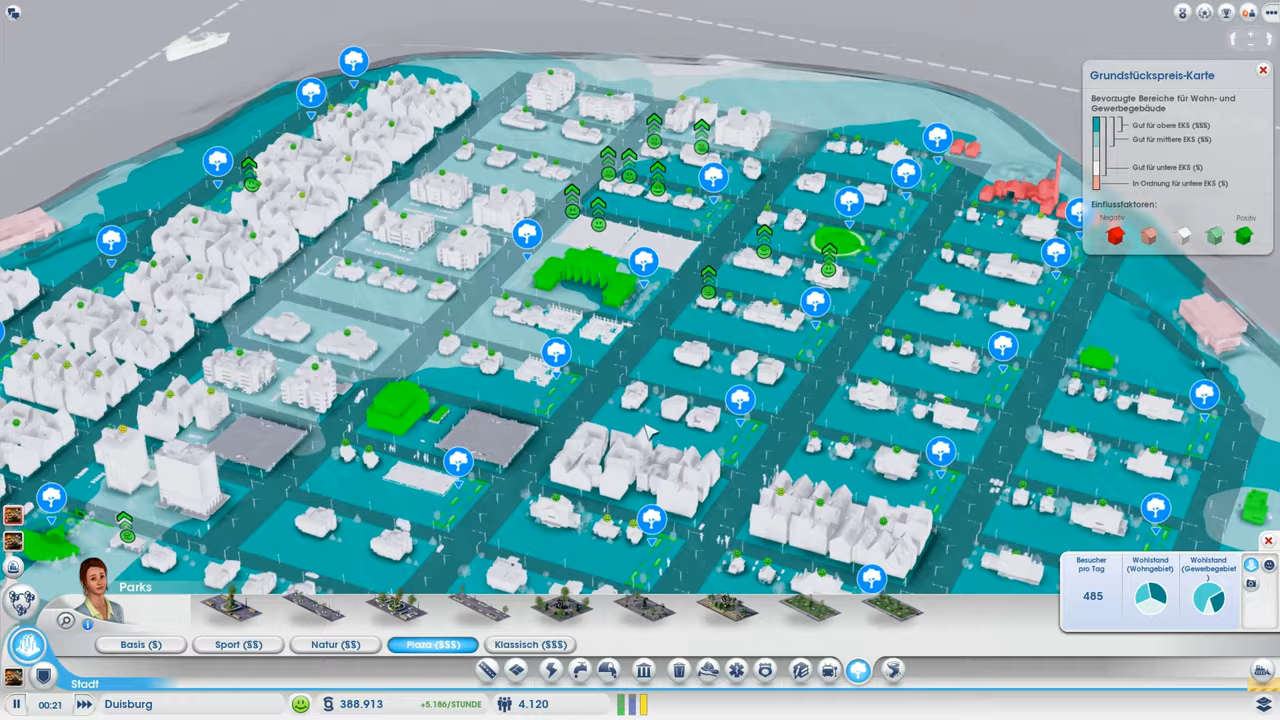 Grundstückspreis-Karte
Bevorzugte Bereiche für Wohn- und
Gewerbegebäude
Gut für obere EKS ($$$)
Gut für mittlere EKS ($$)
Gut für untere EKS ($)
In Ordnung für untere EKS ($)
Einflussfaktoren:
Negativ
Positiv
Besucher
pro Tag
485
Wohlstand
(Wohngebiet)
Wohlstand
(Gewerbegebiet
)
Parks
Basis ($)
Sport ($$)
Natur ($$)
Plaza ($$$)
Klassisch ($$$)
Stadt
00:21
Duisburg
388.913
+5.186/STUNDE
4.120